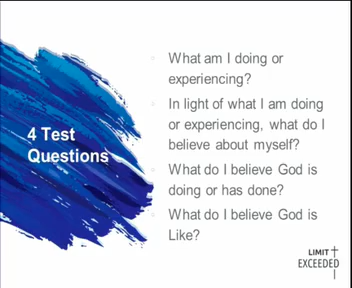 4 Test
Questions
What am I doing or
experiencing?
In light of what I am doing
or experiencing, what do I
believe about myself?
What do I believe God is
doing or has done?
What do I believe God is
Like?
LIMIT
EXCEEDED